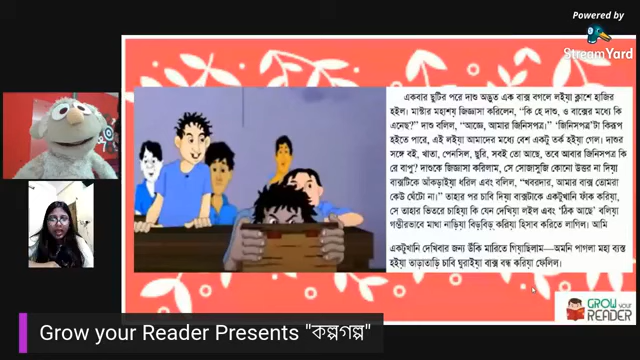 Powered by
StreamYard
একবার ছুটির পরে দাশু অদ্ভুত এক বাক্স বগলে লইয়া ক্লাশে হাজির
হইল। মাস্টার মহাশয় জিজ্ঞাসা করিলেন, “কি হে দাশু, ও বাক্সের মধ্যে কি
এনেছ?” দাশু বলিল, “আজ্ঞে, আমার জিনিসপত্র।” ‘জিনিসপত্র’টা কিরূপ
হইতে পারে, এই লইয়া আমাদের মধ্যে বেশ একটু তর্ক হইয়া গেল। দাশুর
সঙ্গে বই, খাতা, পেনসিল, ছুরি, সবই তো আছে, তবে আবার জিনিসপত্র কি
রে বাপু? দাশুকে জিজ্ঞাসা করিলাম, সে সোজাসুজি কোনো উত্তর না দিয়া
বাক্সটিকে আঁকড়াইয়া ধরিল এবং বলিল, “খবরদার, আমার বাক্স তোমরা
কেউ ঘেঁটো না।” তাহার পর চাবি দিয়া বাক্সটাকে একটুখানি ফাঁক করিয়া,
সে তাহার ভিতরে চাহিয়া কি যেন দেখিয়া লইল এবং ‘ঠিক আছে’ বলিয়া
গম্ভীরভাবে মাথা নাড়িয়া বিড়বিড় করিয়া হিসাব করিতে লাগিল। আমি
একটুখানি দেখিবার জন্য উঁকি মারিতে গিয়াছিলাম—অমনি পাগলা মহা ব্যস্ত
হইয়া তাড়াতাড়ি চাবি ঘুরাইয়া বাক্স বন্ধ করিয়া ফেলিল।
GROW your
READER
Grow your Reader Presents "কল্পগল্প"